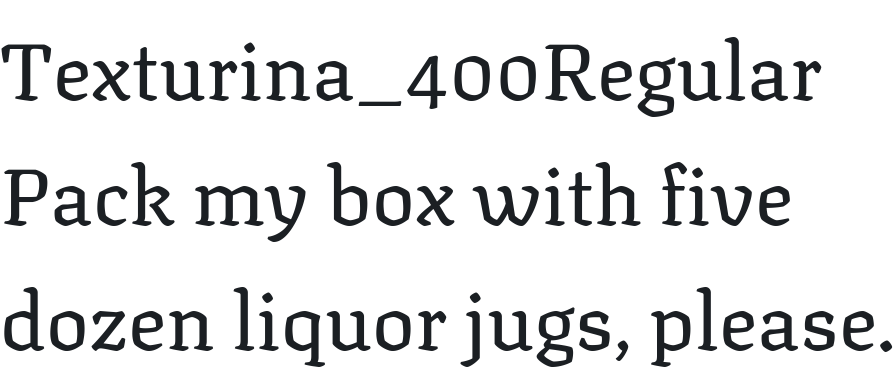 Texturina_400Regular
Pack my box with five
dozen liquor jugs, please.